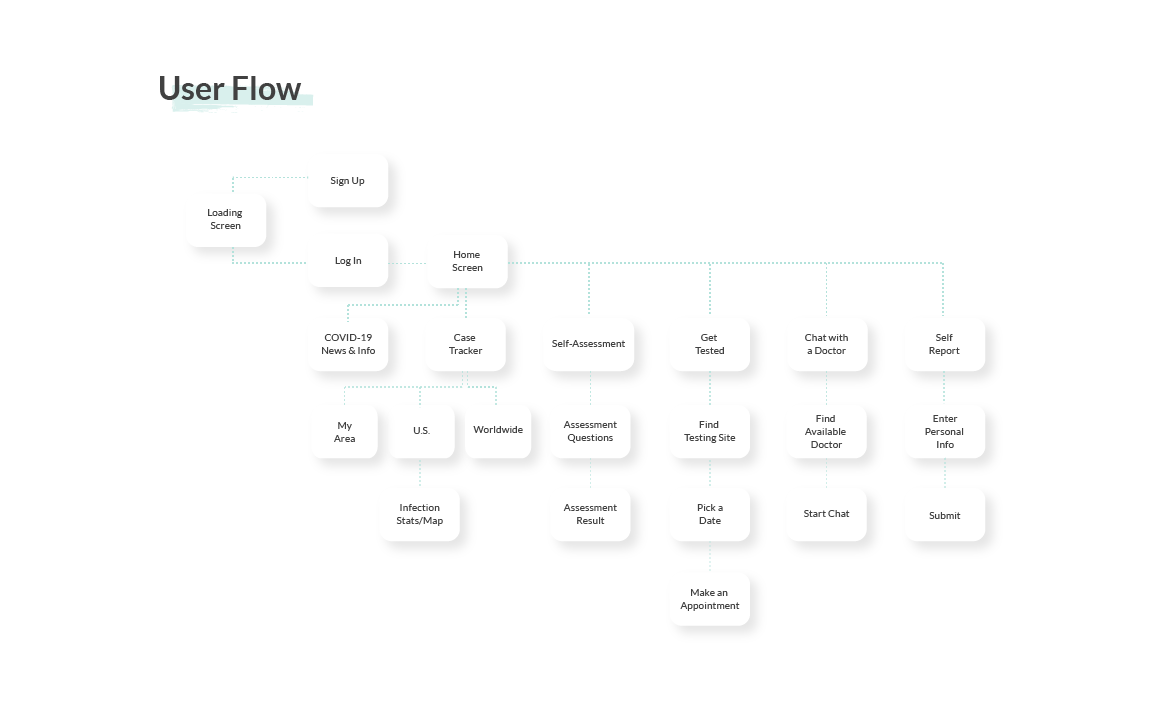 User Flow
Sign Up
Loading
Screen
Log In
Home
Screen
COVID-19
News & Info
Case
Tracker
Self-Assessment
Get
Tested
Chat with
a Doctor
Self
Report
My
Area
U.S.
Worldwide
Assessment
Questions
Find
Testing Site
Find
Available
Doctor
Enter
Personal
Info
Infection
Stats/Map
Assessment
Result
Pick a
Date
Start Chat
Submit
Make an
Appointment